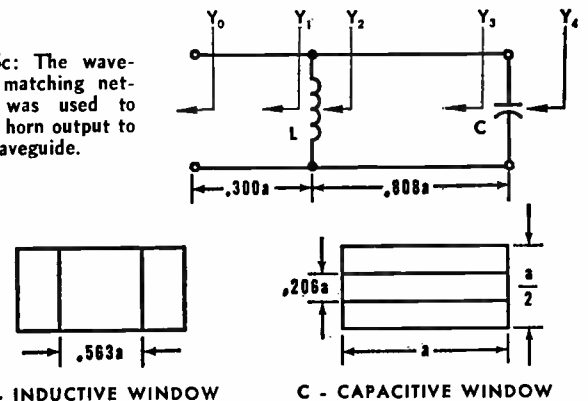 Y₀ Y₁ Y₂ Y₃ Y₄
c: The wave-
matching net-
was used to
horn output to
aveguide.
L
C
.300a
.808a
.563a
.206a
a
2
a
- INDUCTIVE WINDOW
C - CAPACITIVE WINDOW